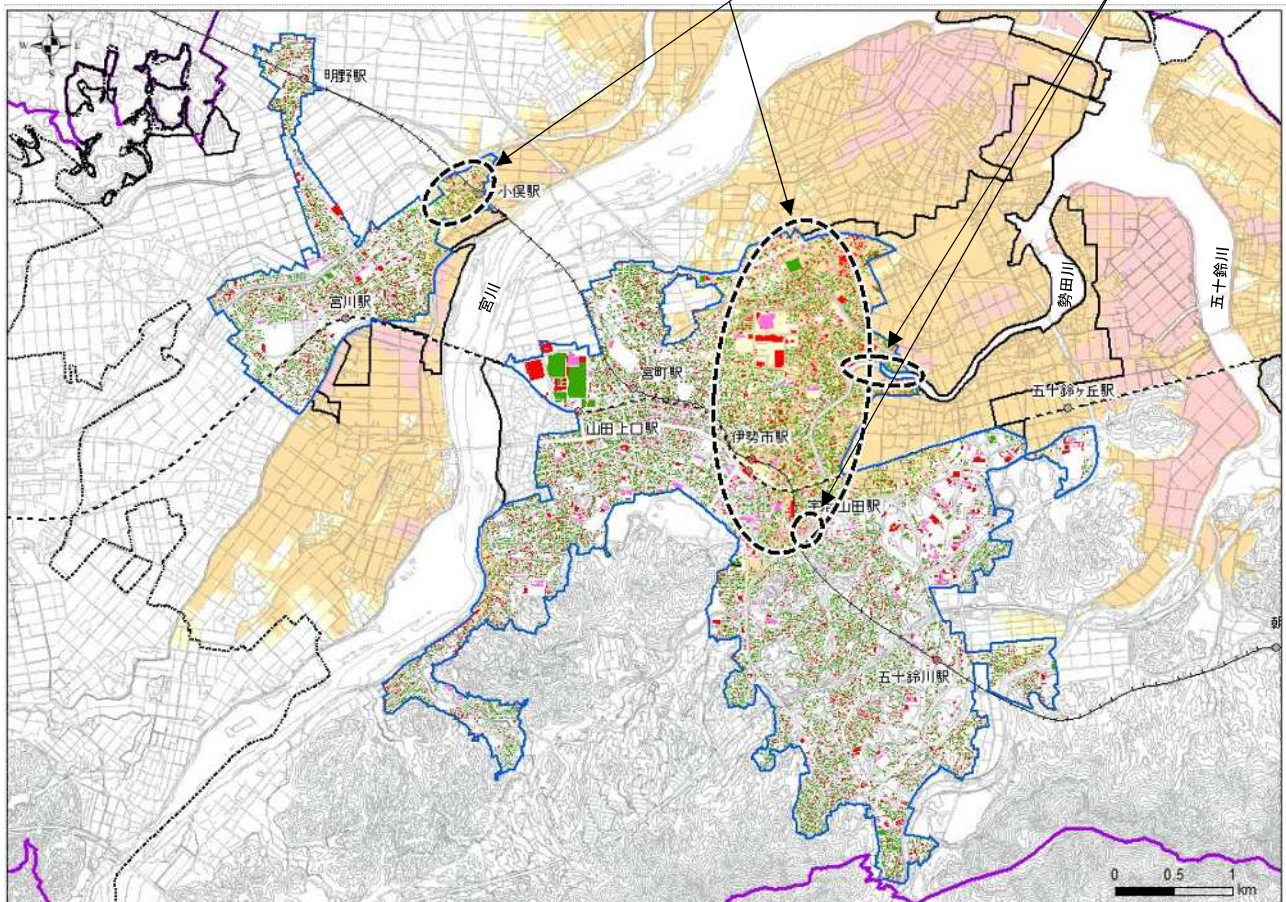 N
W E
S
明野駅
小俣駅
宮川
勢田川
五十鈴川
宮川駅
宮町駅
五十鈴ヶ丘駅
山田上口駅
伊勢市駅
山田駅
五十鈴川駅
朝
0 0.5 1
km